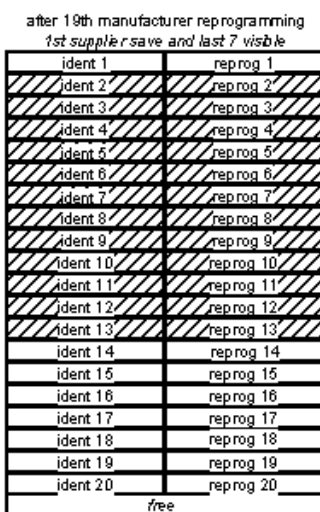 after 19th manufacturer reprogramming
1st supplier save and last 7 visible
ident 1 reprog 1
ident 2 reprog 2
ident 3 reprog 3
ident 4 reprog 4
ident 5 reprog 5
ident 6 reprog 6
ident 7 reprog 7
ident 8 reprog 8
ident 9 reprog 9
ident 10 reprog 10
ident 11 reprog 11
ident 12 reprog 12
ident 13 reprog 13
ident 14 reprog 14
ident 15 reprog 15
ident 16 reprog 16
ident 17 reprog 17
ident 18 reprog 18
ident 19 reprog 19
ident 20 reprog 20
free